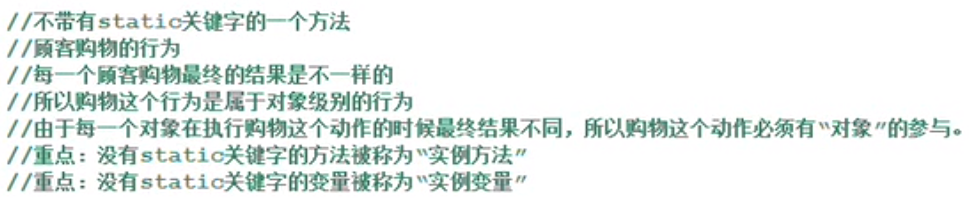 //不带有static关键字的一个方法
//顾客购物的行为
//每一个顾客购物最终的结果是不一样的
//所以购物这个行为是属于对象级别的行为
//由于每一个对象在执行购物这个动作的时候最终结果不同，所以购物这个动作必须有“对象”的参与。
//重点：没有static关键字的方法被称为“实例方法”
//重点：没有static关键字的变量被称为“实例变量”